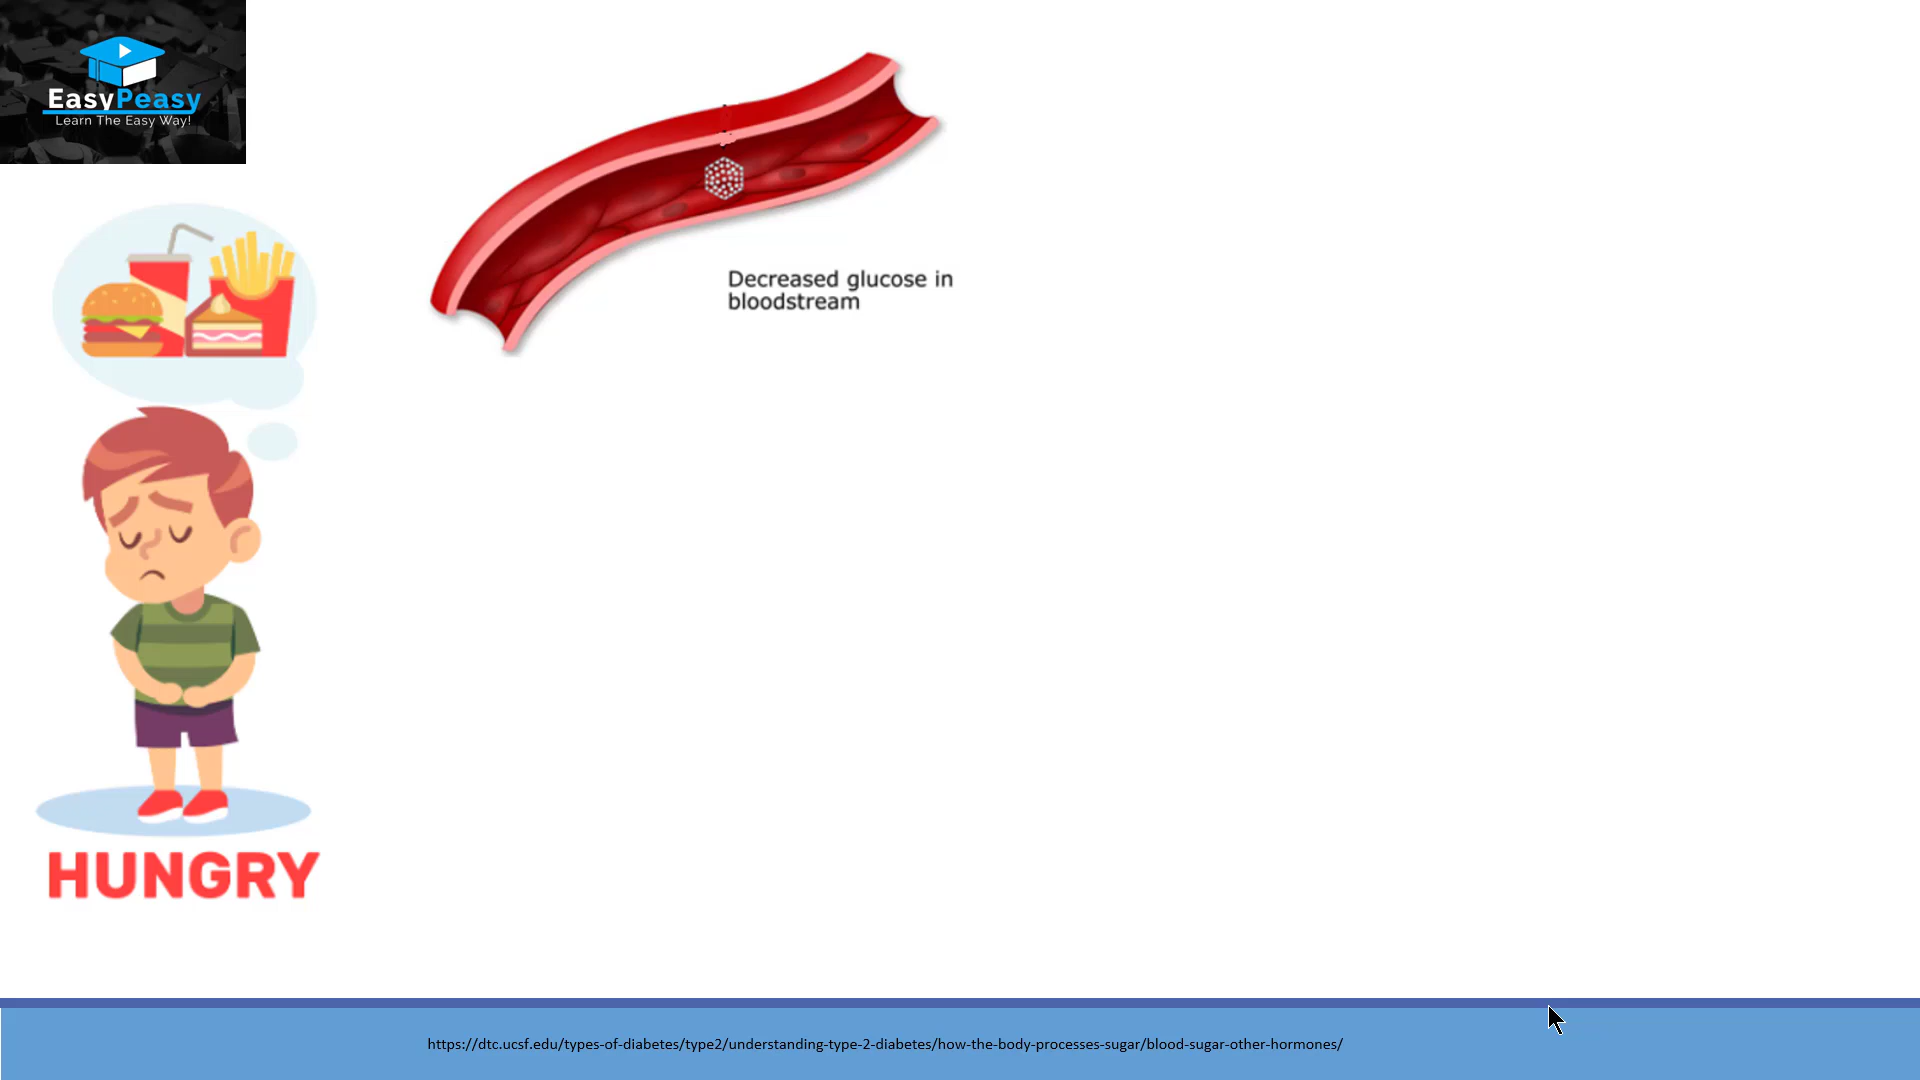 EasyPeasy
Learn The Easy Way!
Decreased glucose in
bloodstream
HUNGRY
https://dtc.ucsf.edu/types-of-diabetes/type2/understanding-type-2-diabetes/how-the-body-processes-sugar/blood-sugar-other-hormones/